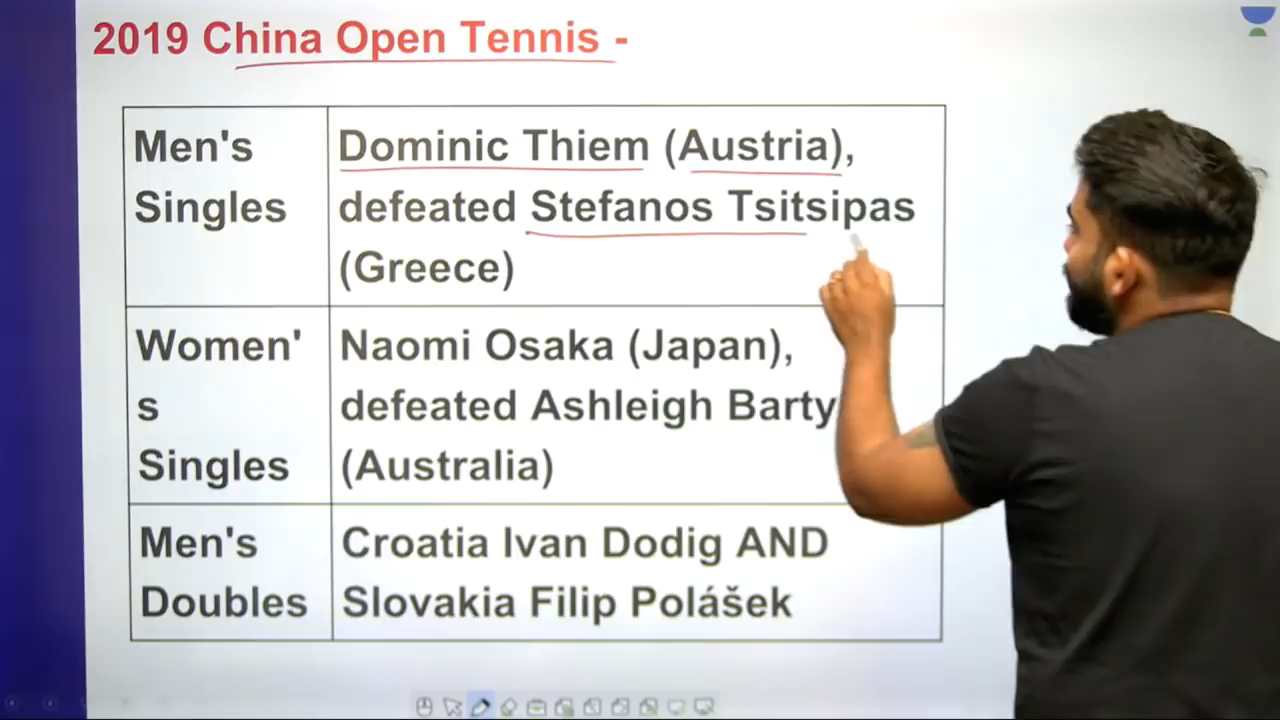 2019 China Open Tennis -
Men's
Singles
Dominic Thiem (Austria),
defeated Stefanos Tsitsipas
(Greece)
Women'
s
Singles
Naomi Osaka (Japan),
defeated Ashleigh Barty
(Australia)
Men's
Doubles
Croatia Ivan Dodig AND
Slovakia Filip Polášek